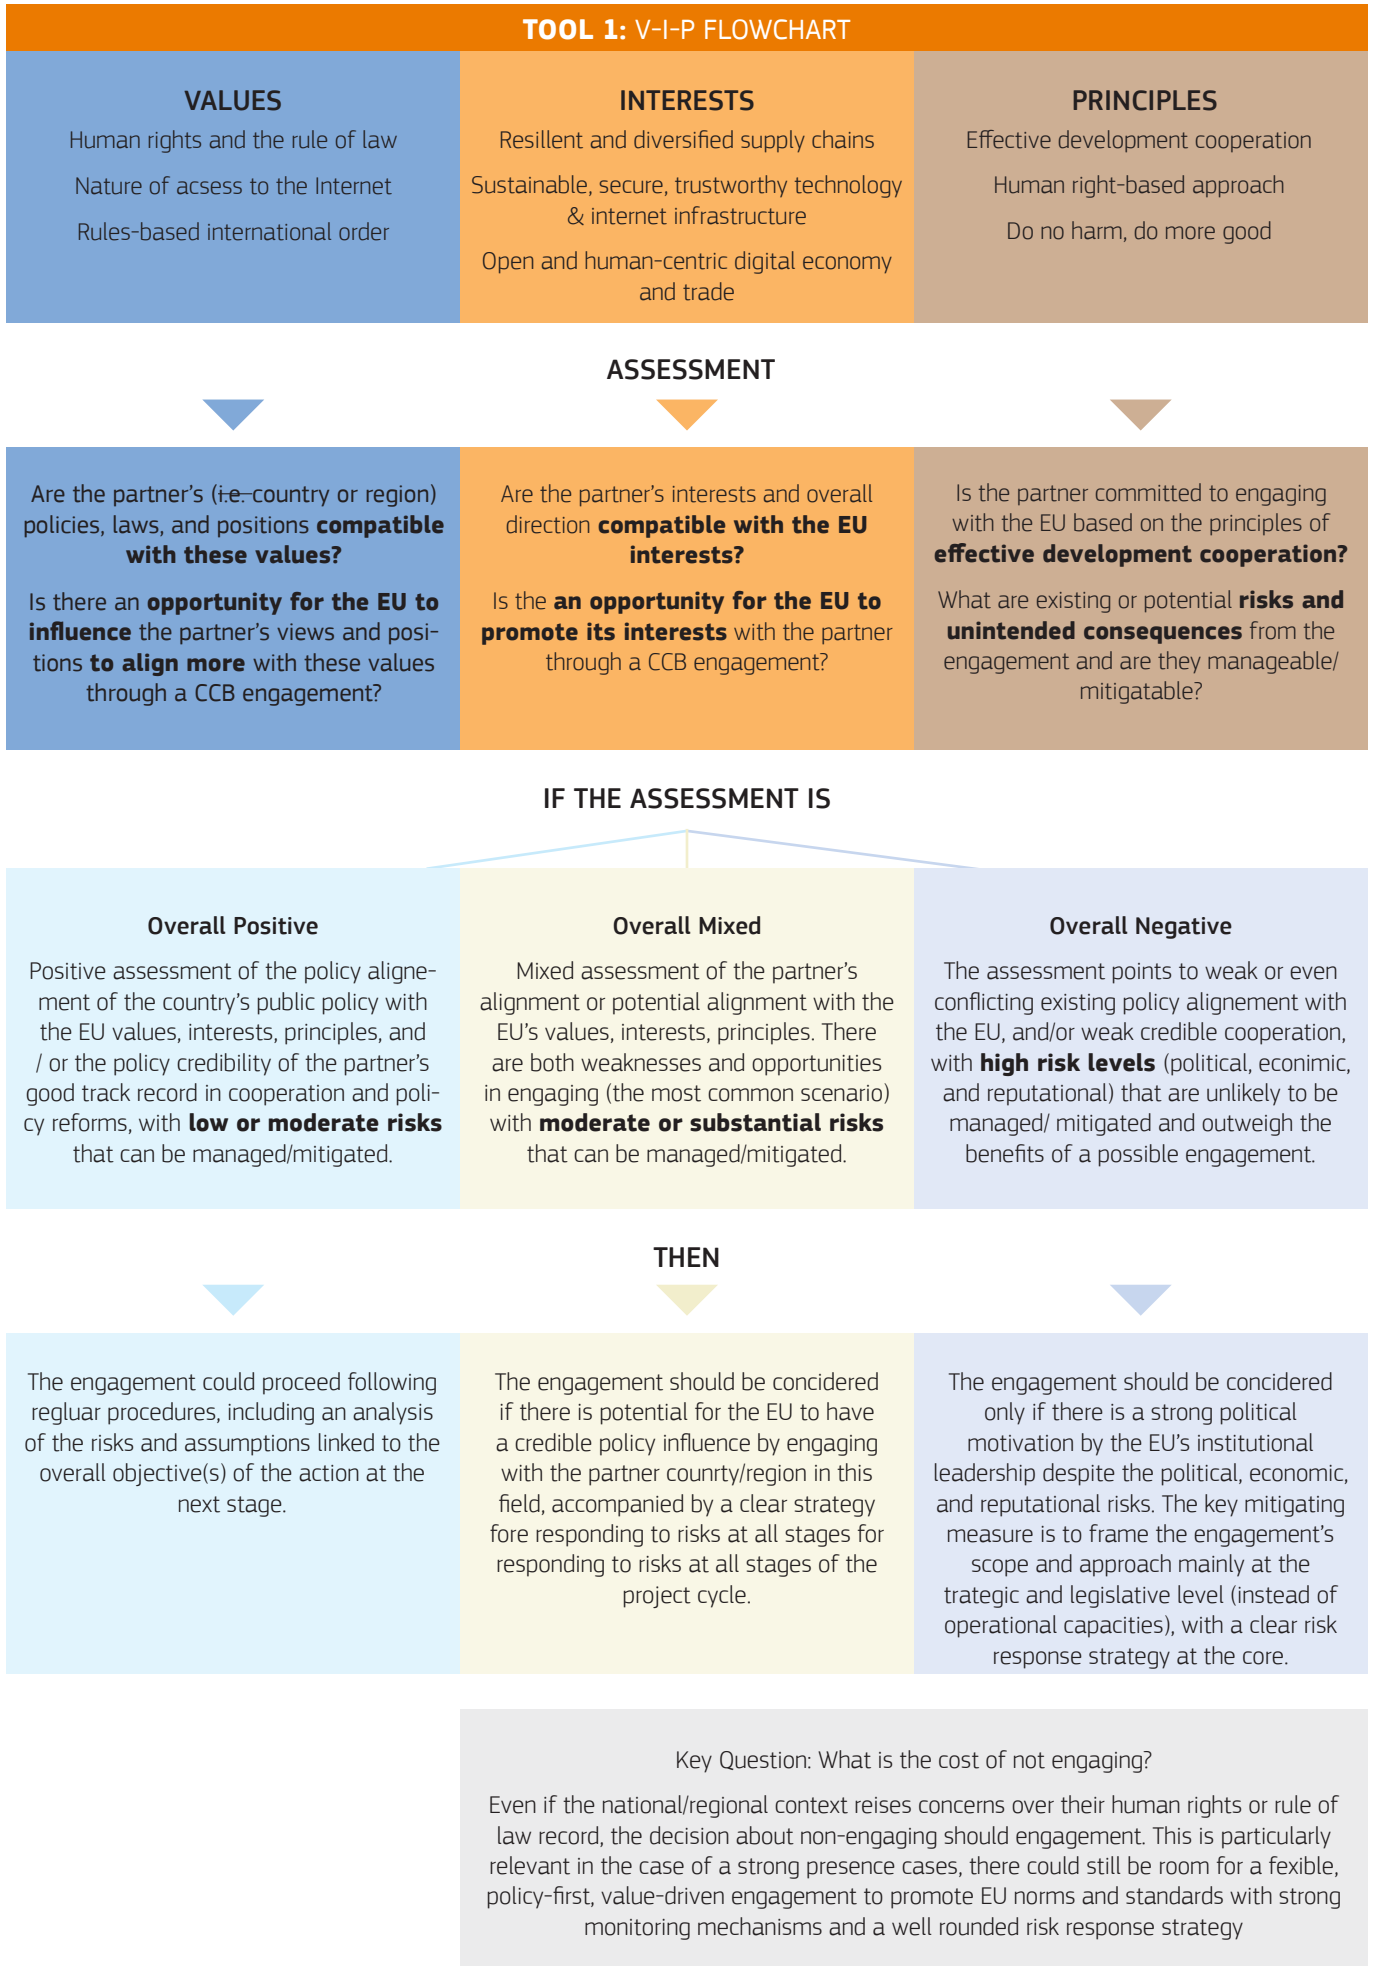 TOOL 1: V-I-P FLOWCHART
VALUES
Human rights and the rule of law
Nature of acsess to the Internet
Rules-based international order
INTERESTS
Resillent and diversified supply chains
Sustainable, secure, trustworthy technology
& internet infrastructure
Open and human-centric digital economy
and trade
PRINCIPLES
Effective development cooperation
Human right-based approach
Do no harm, do more good
ASSESSMENT
Are the partner's (i.e. country or region)
policies, laws, and positions compatible
with these values?
Is there an opportunity for the EU to
influence the partner's views and posi-
tions to align more with these values
through a CCB engagement?
Are the partner's interests and overall
direction compatible with the EU
interests?
Is the an opportunity for the EU to
promote its interests with the partner
through a CCB engagement?
Is the partner committed to engaging
with the EU based on the principles of
effective development cooperation?
What are existing or potential risks and
unintended consequences from the
engagement and are they manageable/
mitigatable?
IF THE ASSESSMENT IS
Overall Positive
Positive assessment of the policy aligne-
ment of the country's public policy with
the EU values, interests, principles, and
/ or the policy credibility of the partner's
good track record in cooperation and poli-
cy reforms, with low or moderate risks
that can be managed/mitigated.
Overall Mixed
Mixed assessment of the partner's
alignment or potential alignment with the
EU's values, interests, principles. There
are both weaknesses and opportunities
in engaging (the most common scenario)
with moderate or substantial risks
that can be managed/mitigated.
Overall Negative
The assessment points to weak or even
conflicting existing policy alignement with
the EU, and/or weak credible cooperation,
with high risk levels (political, econimic,
and reputational) that are unlikely to be
managed/ mitigated and outweigh the
benefits of a possible engagement.
THEN
The engagement could proceed following
regluar procedures, including an analysis
of the risks and assumptions linked to the
overall objective(s) of the action at the
next stage.
The engagement should be concidered
if there is potential for the EU to have
a credible policy influence by engaging
with the partner counrty/region in this
field, accompanied by a clear strategy
fore responding to risks at all stages for
responding to risks at all stages of the
project cycle.
The engagement should be concidered
only if there is a strong political
motivation by the EU's institutional
leadership despite the political, economic,
and reputational risks. The key mitigating
measure is to frame the engagement's
scope and approach mainly at the
trategic and legislative level (instead of
operational capacities), with a clear risk
response strategy at the core.
Key Question: What is the cost of not engaging?
Even if the national/regional context reises concerns over their human rights or rule of
law record, the decision about non-engaging should engagement. This is particularly
relevant in the case of a strong presence cases, there could still be room for a fexible,
policy-first, value-driven engagement to promote EU norms and standards with strong
monitoring mechanisms and a well rounded risk response strategy